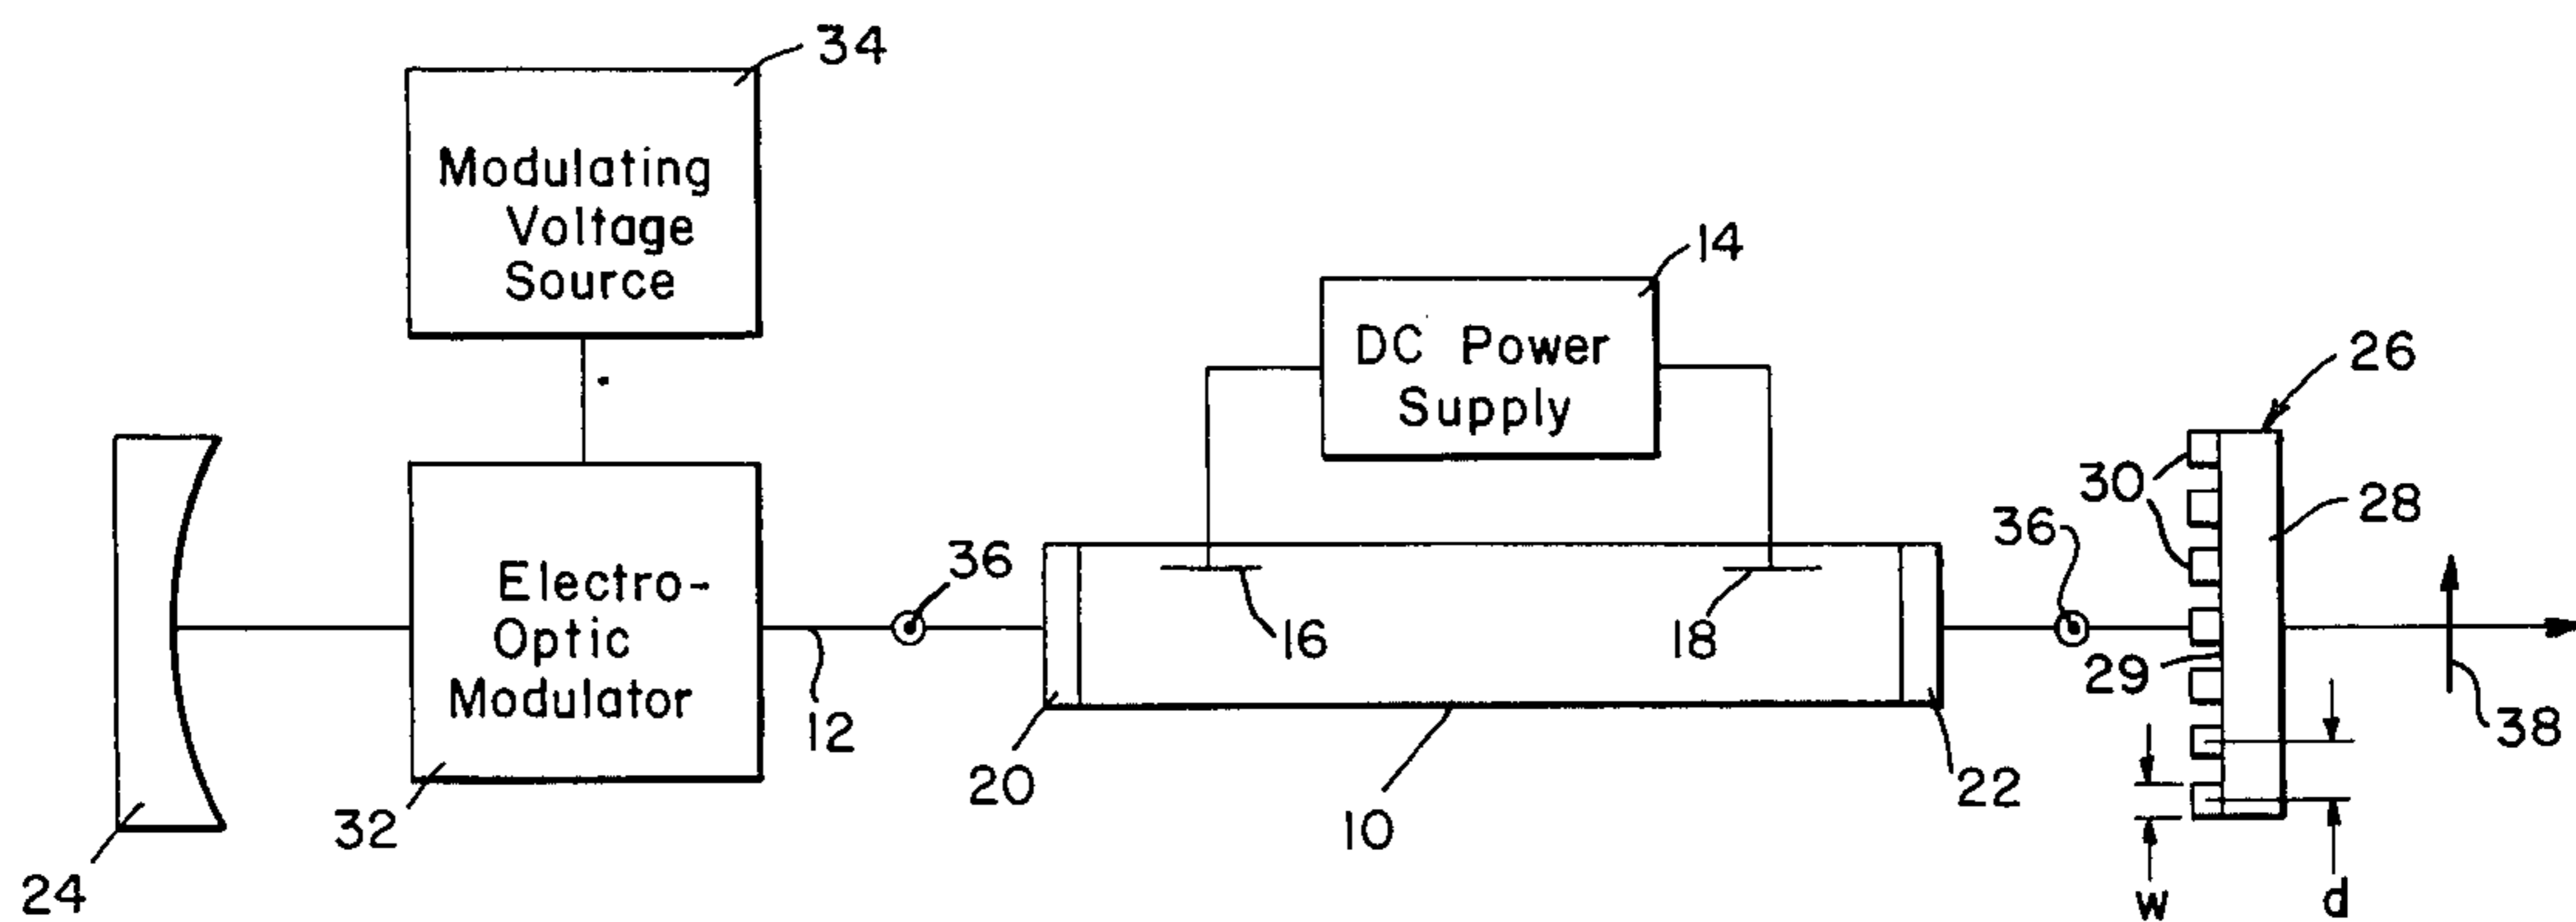 34
Modulating
Voltage
Source
14
DC Power
Supply
26
30
28
36
36
Electro-
Optic
Modulator
16
18
29
12
38
20
22
32
10
24
w
d